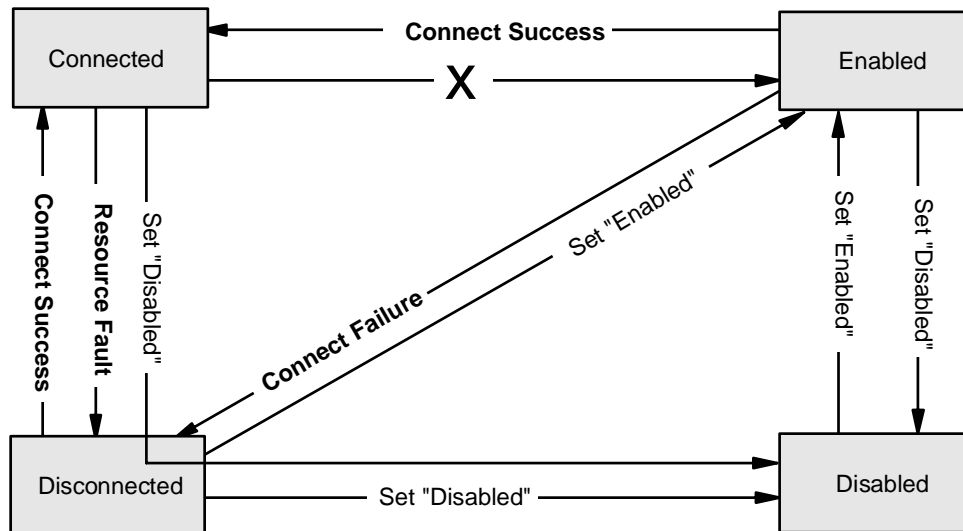 Connect Success
Connected
Enabled
X
Connect Success
Resource Fault
Set "Disabled"
Set "Enabled"
Connect Failure
Set "Enabled"
Set "Disabled"
Disconnected
Set "Disabled"
Disabled